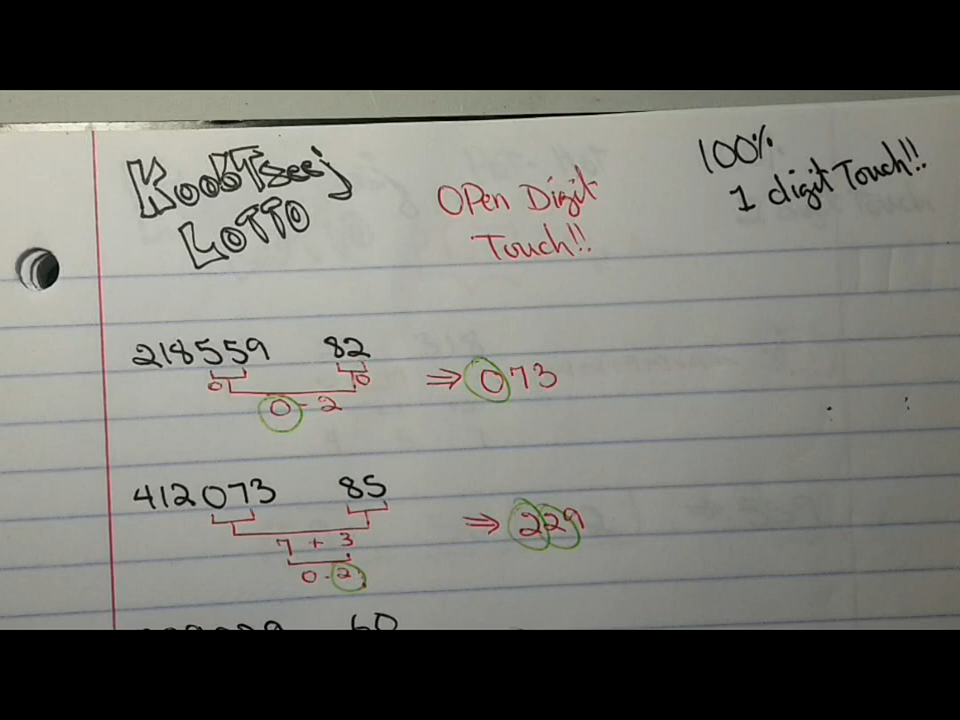 KoobTseej
LOTTO
OPen Digit
Touch!!
100%
1 digit Touch!!
218559 82
0 0
0 - 2
⇒ 073
412073 85
7 + 3
0 - 2
⇒ 229
60